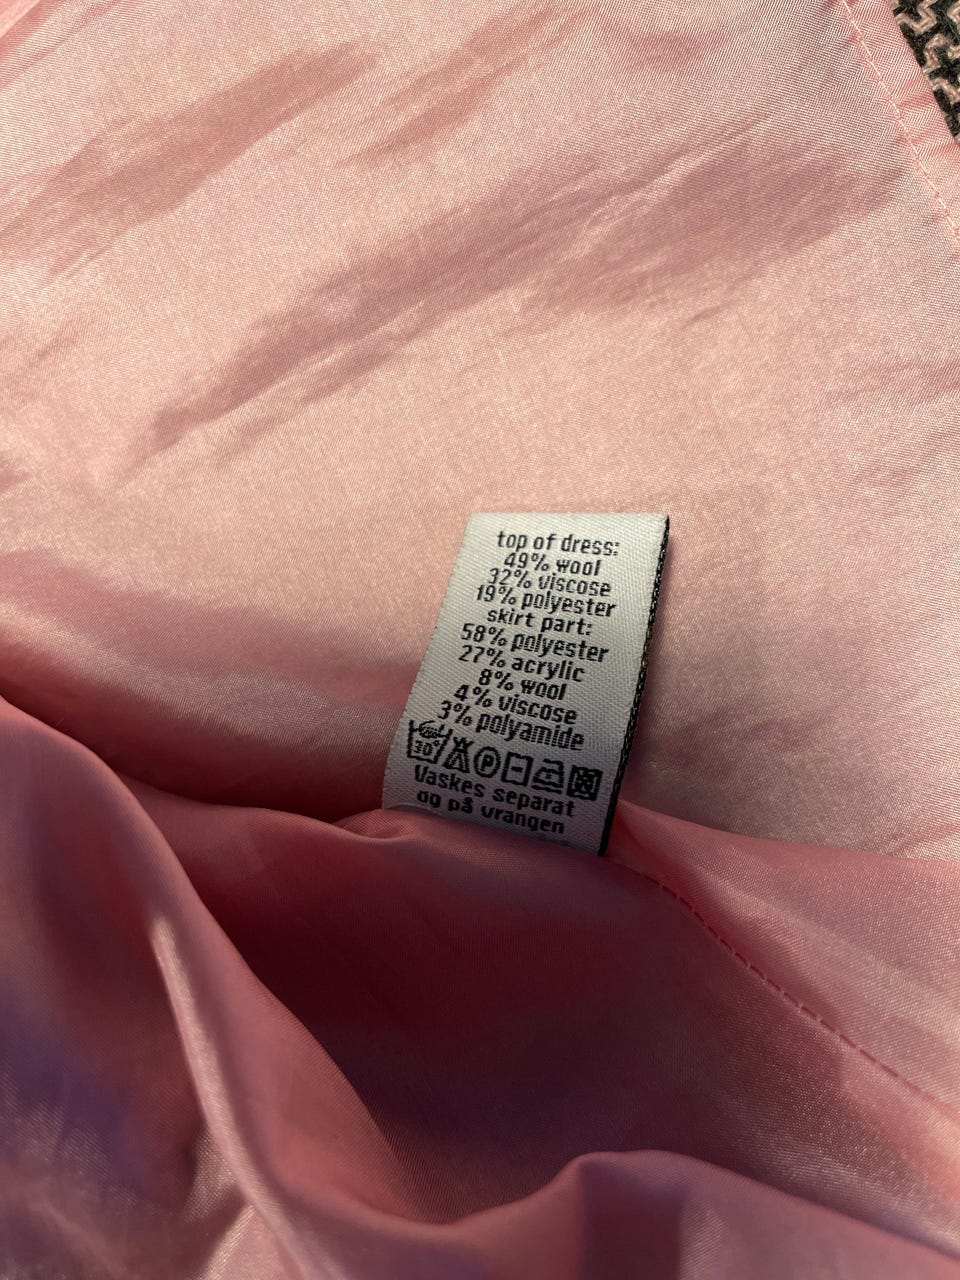 top of dress:
49% wool
32% viscose
19% polyester
skirt part:
58% polyester
27% acrylic
8% wool
4% viscose
3% polyamide
30° P
Vaskes separat
og på vrangen